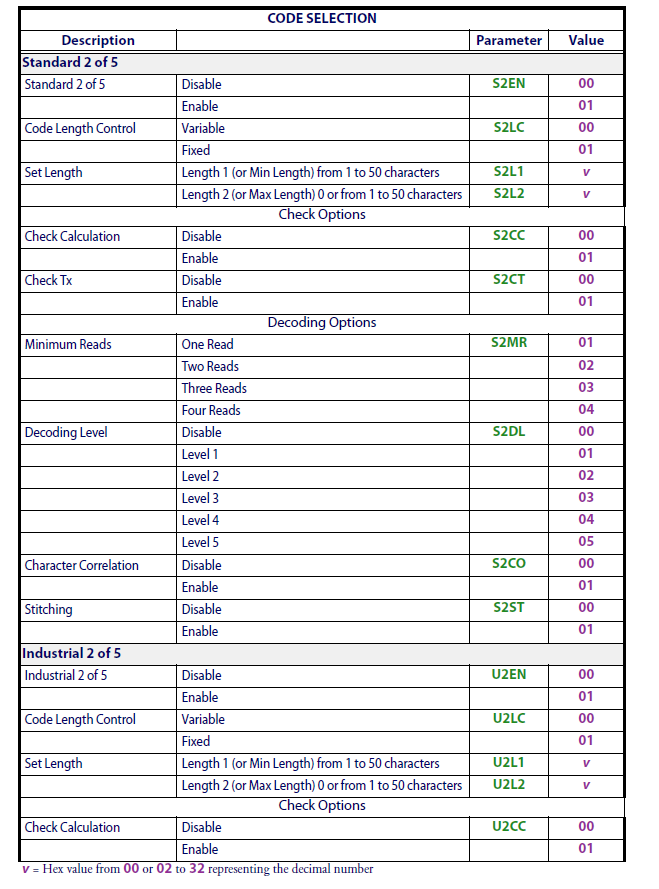 CODE SELECTION
Description Parameter Value
Standard 2 of 5
Standard 2 of 5 Disable S2EN 00
Enable 01
Code Length Control Variable S2LC 00
Fixed 01
Set Length Length 1 (or Min Length) from 1 to 50 characters S2L1 v
Length 2 (or Max Length) 0 or from 1 to 50 characters S2L2 v
Check Options
Check Calculation Disable S2CC 00
Enable 01
Check Tx Disable S2CT 00
Enable 01
Decoding Options
Minimum Reads One Read S2MR 01
Two Reads 02
Three Reads 03
Four Reads 04
Decoding Level Disable S2DL 00
Level 1 01
Level 2 02
Level 3 03
Level 4 04
Level 5 05
Character Correlation Disable S2CO 00
Enable 01
Stitching Disable S2ST 00
Enable 01
Industrial 2 of 5
Industrial 2 of 5 Disable U2EN 00
Enable 01
Code Length Control Variable U2LC 00
Fixed 01
Set Length Length 1 (or Min Length) from 1 to 50 characters U2L1 v
Length 2 (or Max Length) 0 or from 1 to 50 characters U2L2 v
Check Options
Check Calculation Disable U2CC 00
Enable 01
v = Hex value from 00 or 02 to 32 representing the decimal number